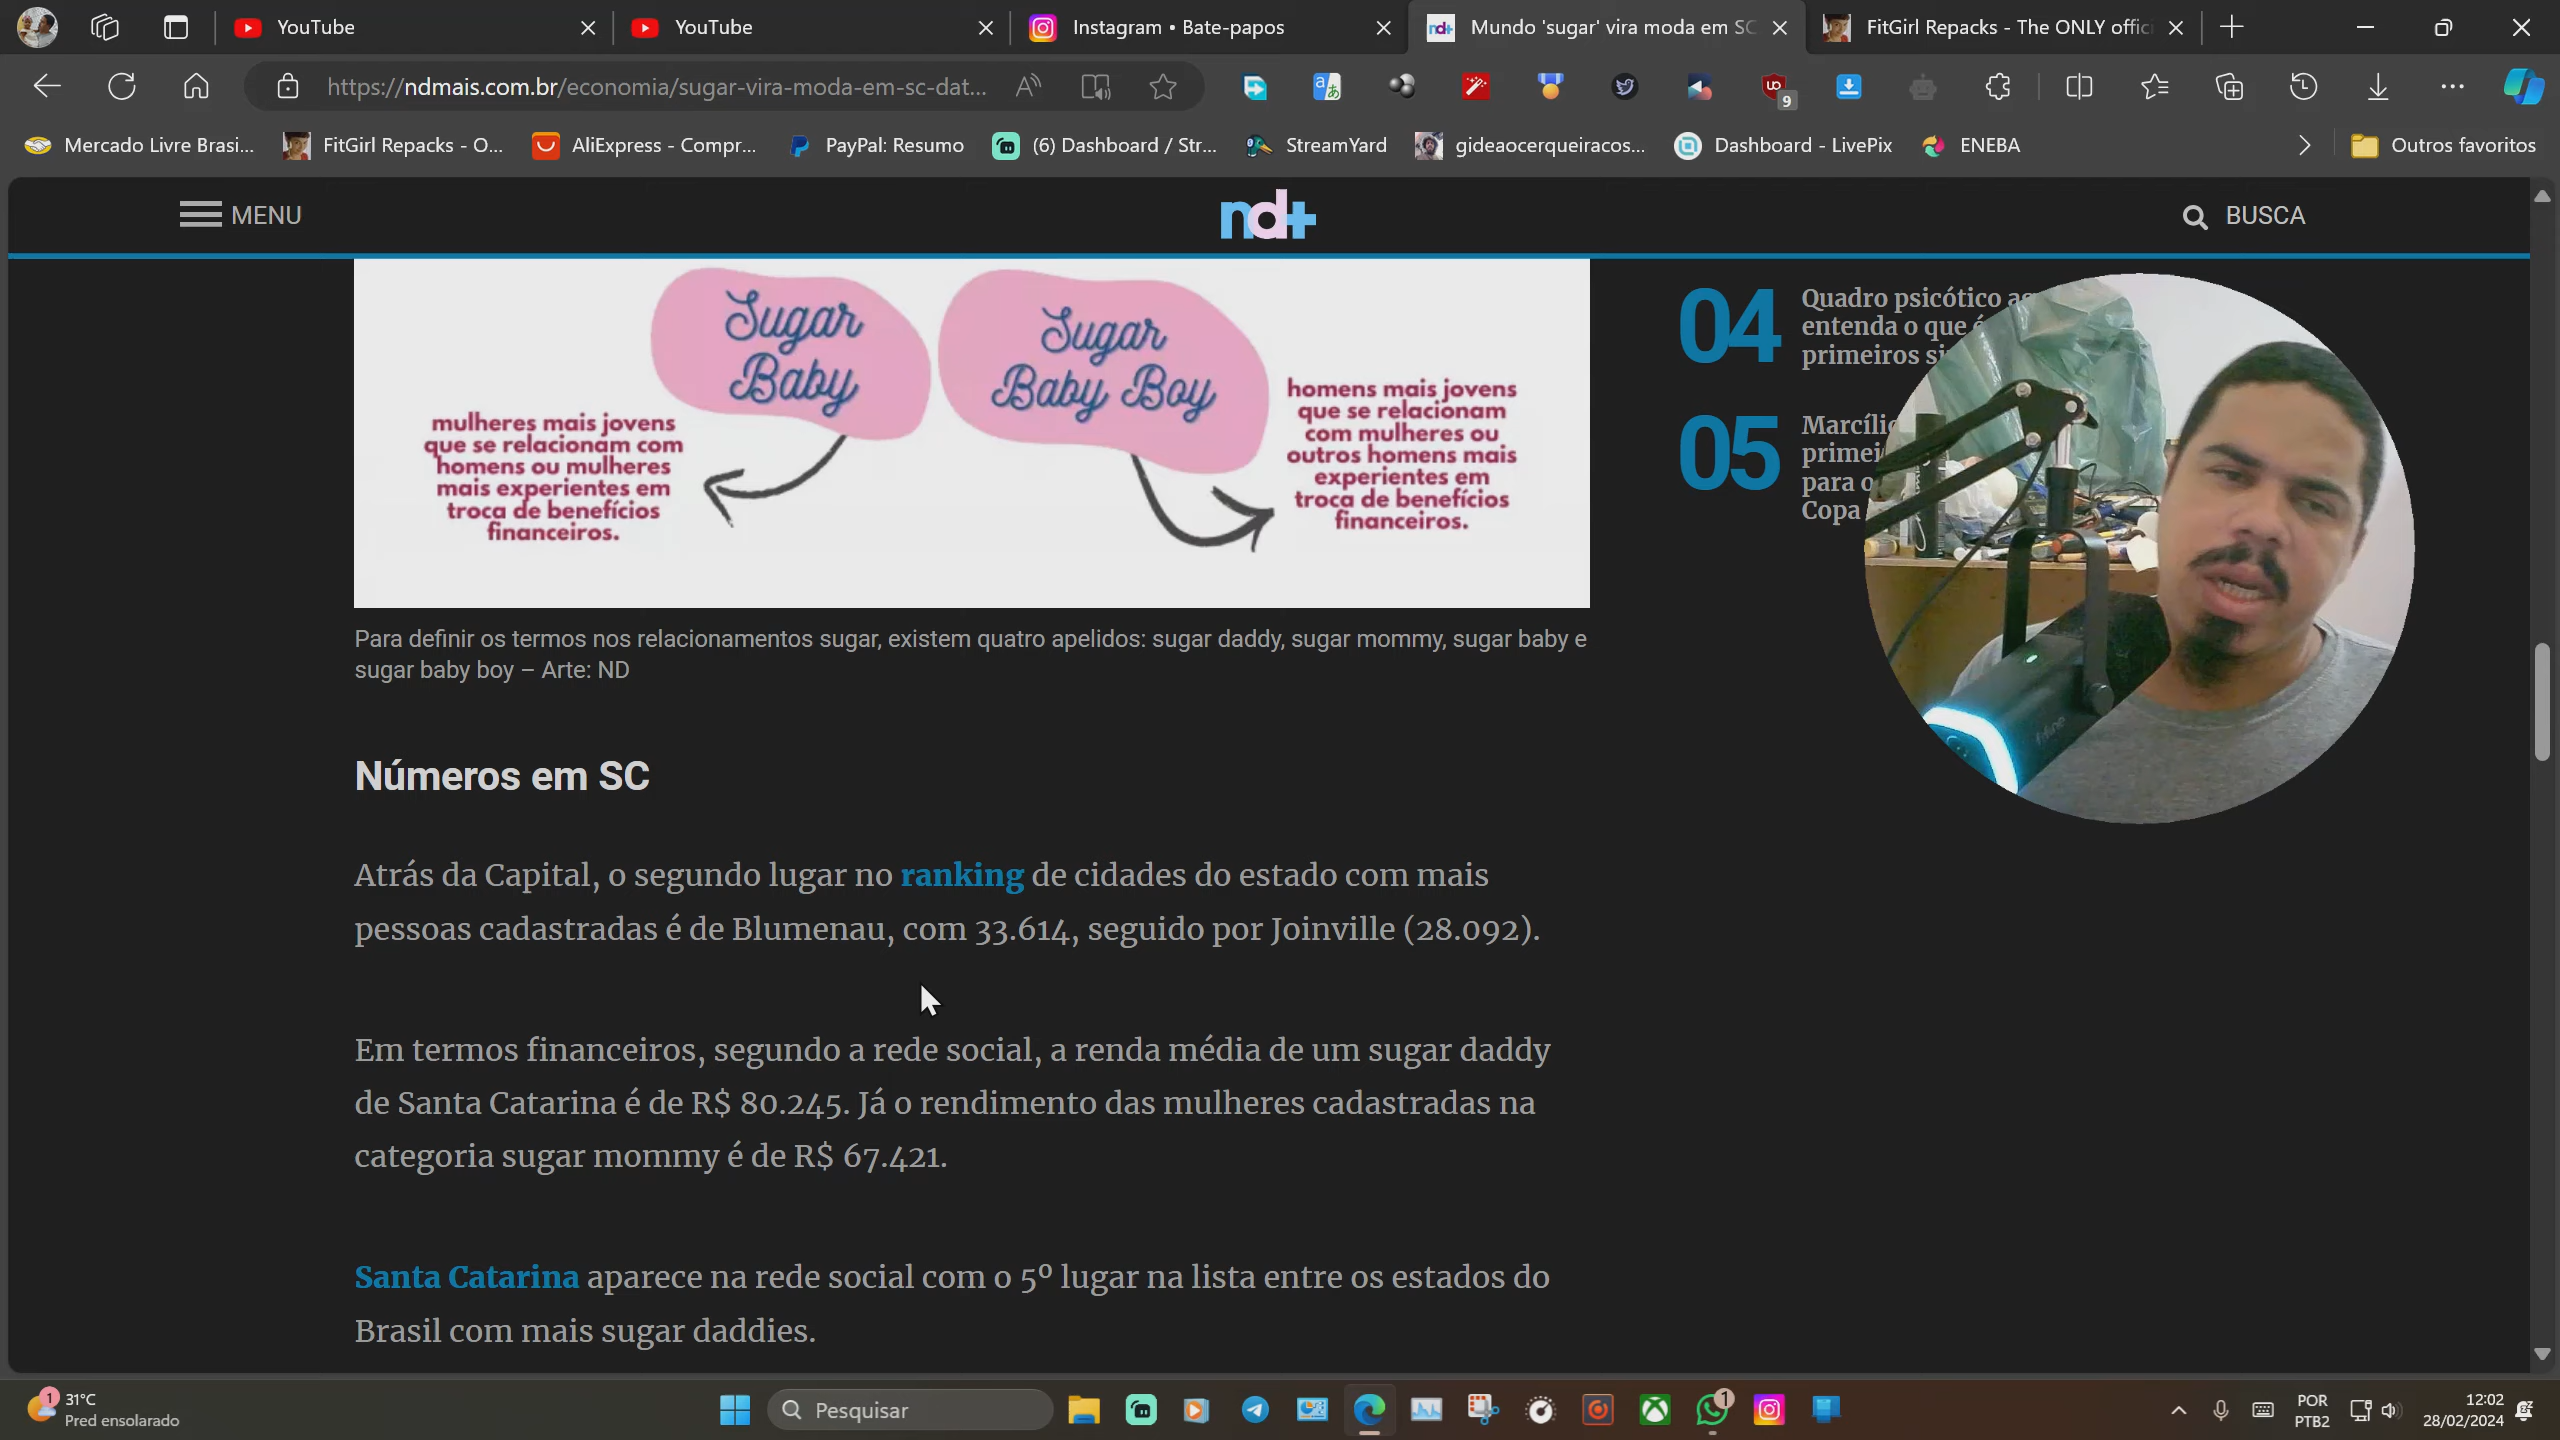 YouTube
YouTube
Instagram • Bate-papos
Mundo 'sugar' vira moda em SC
FitGirl Repacks - The ONLY offici
https://ndmais.com.br/economia/sugar-vira-moda-em-sc-dat...
9
Mercado Livre Brasi...
FitGirl Repacks - O...
AliExpress - Compr...
PayPal: Resumo
(6) Dashboard / Str...
StreamYard
gideaocerqueiracos...
Dashboard - LivePix
ENEBA
Outros favoritos
MENU
nd+
BUSCA
Sugar
Baby
Sugar
Baby Boy
mulheres mais jovens
que se relacionam com
homens ou mulheres
mais experientes em
troca de benefícios
financeiros.
homens mais jovens
que se relacionam
com mulheres ou
outros homens mais
experientes em
troca de benefícios
financeiros.
04
Quadro psicótico
entenda o que é
primeiros
05
para o
Copa
Para definir os termos nos relacionamentos sugar, existem quatro apelidos: sugar daddy, sugar mommy, sugar baby e
sugar baby boy – Arte: ND
Números em SC
Atrás da Capital, o segundo lugar no ranking de cidades do estado com mais
pessoas cadastradas é de Blumenau, com 33.614, seguido por Joinville (28.092).
Em termos financeiros, segundo a rede social, a renda média de um sugar daddy
de Santa Catarina é de R$ 80.245. Já o rendimento das mulheres cadastradas na
categoria sugar mommy é de R$ 67.421.
Santa Catarina aparece na rede social com o 5º lugar na lista entre os estados do
Brasil com mais sugar daddies.
1
31°C
Pred ensolarado
Pesquisar
1
POR
PTB2
12:02
28/02/2024